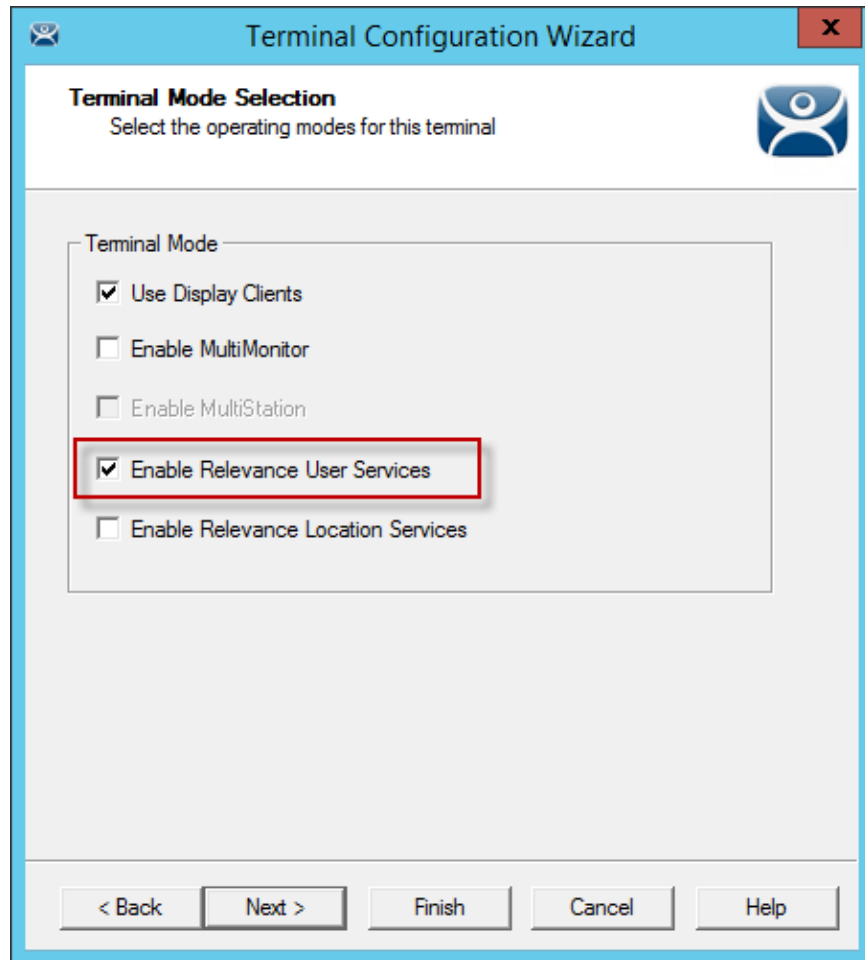 Terminal Configuration Wizard
x
Terminal Mode Selection
Select the operating modes for this terminal
Terminal Mode
Use Display Clients
Enable MultiMonitor
Enable MultiStation
Enable Relevance User Services
Enable Relevance Location Services
< Back Next > Finish Cancel Help